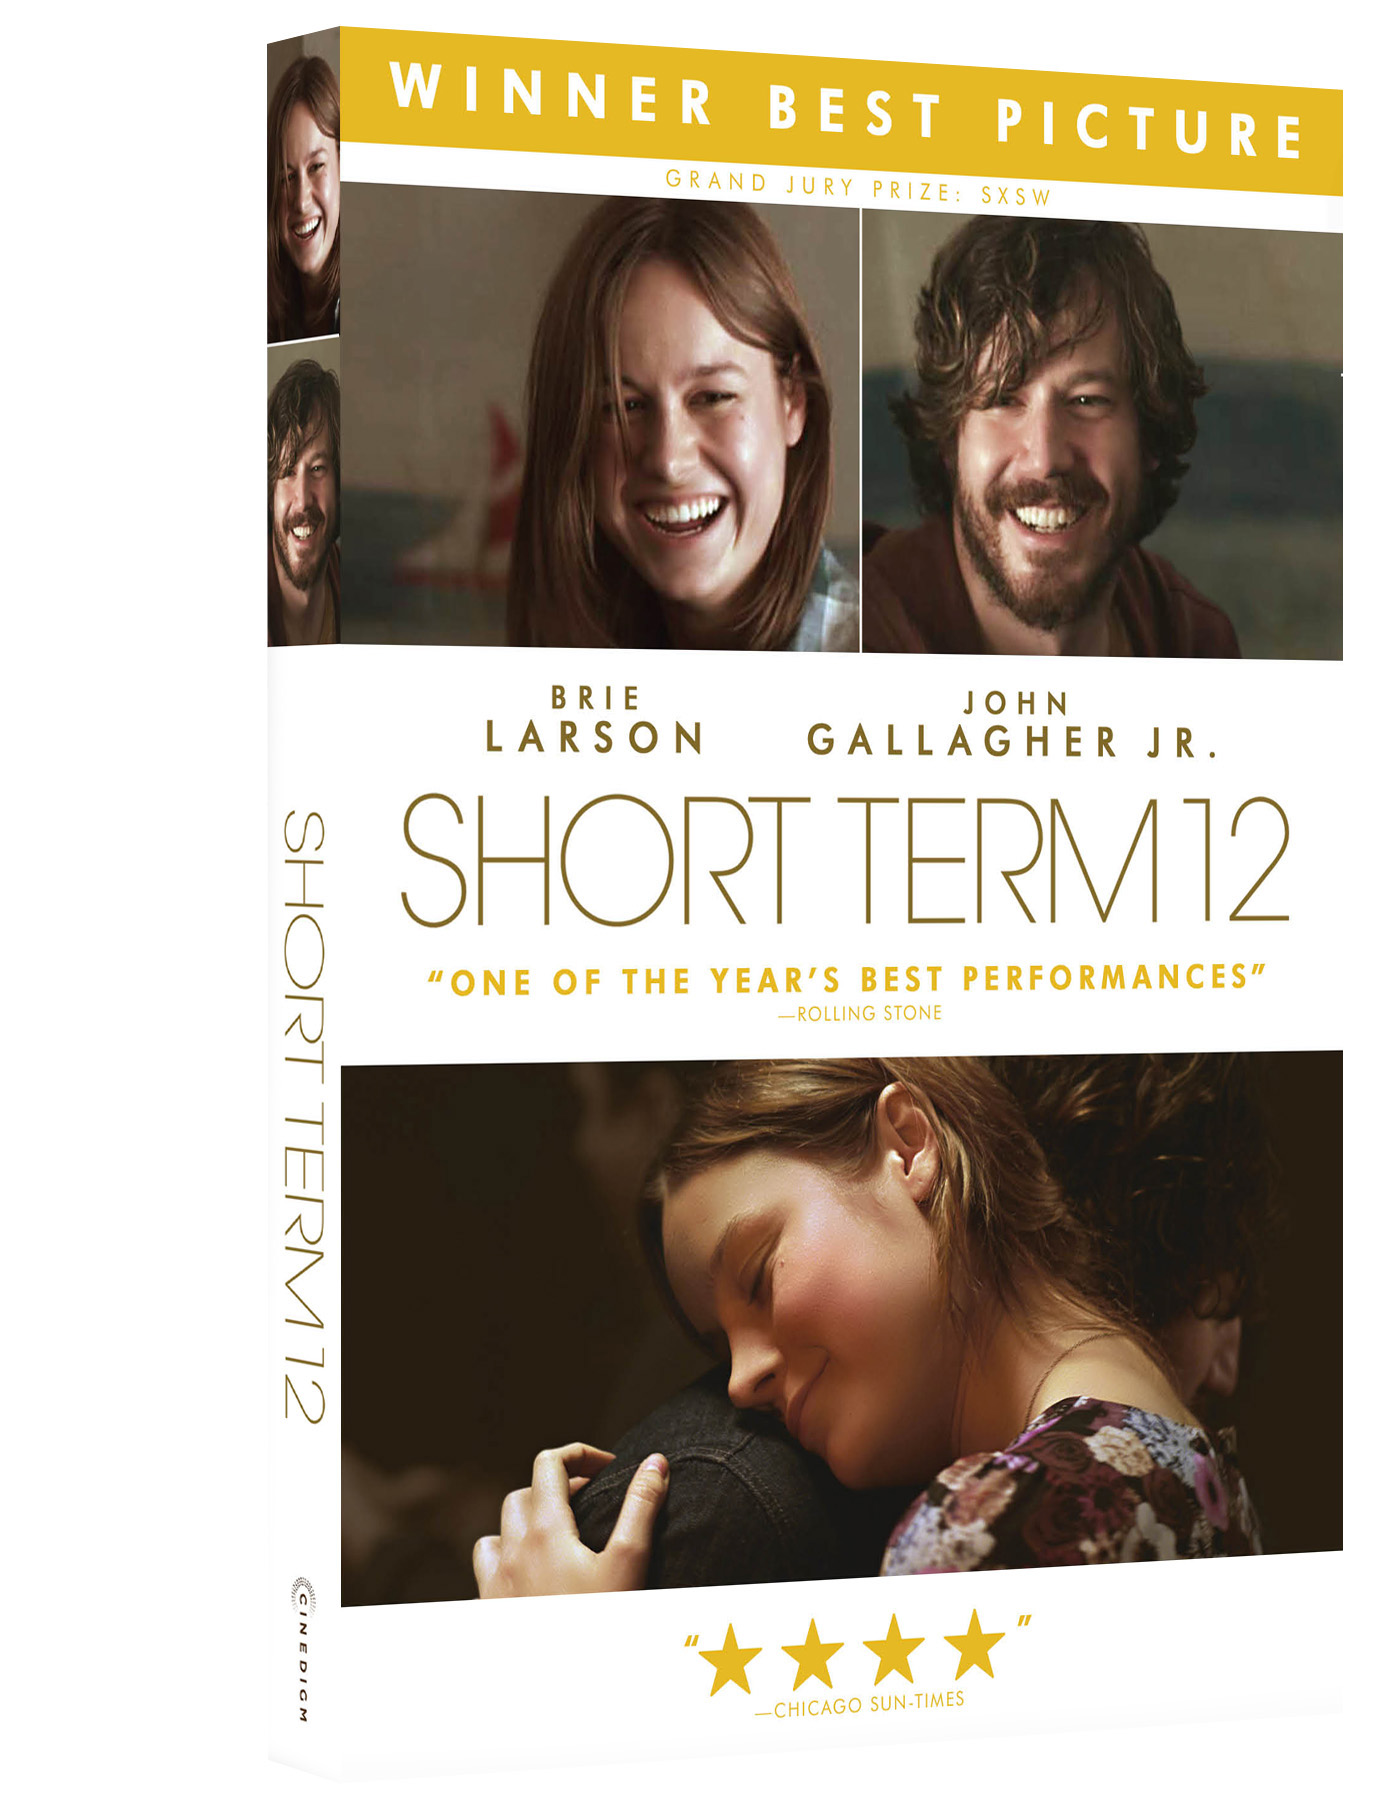 WINNER BEST PICTURE
GRAND JURY PRIZE: SXSW
BRIE
LARSON
JOHN
GALLAGHER JR.
SHORT TERM 12
“ONE OF THE YEAR’S BEST PERFORMANCES”
—ROLLING STONE
“★★★★”
—CHICAGO SUN-TIMES
SHORT TERM 12
CINEDIGM